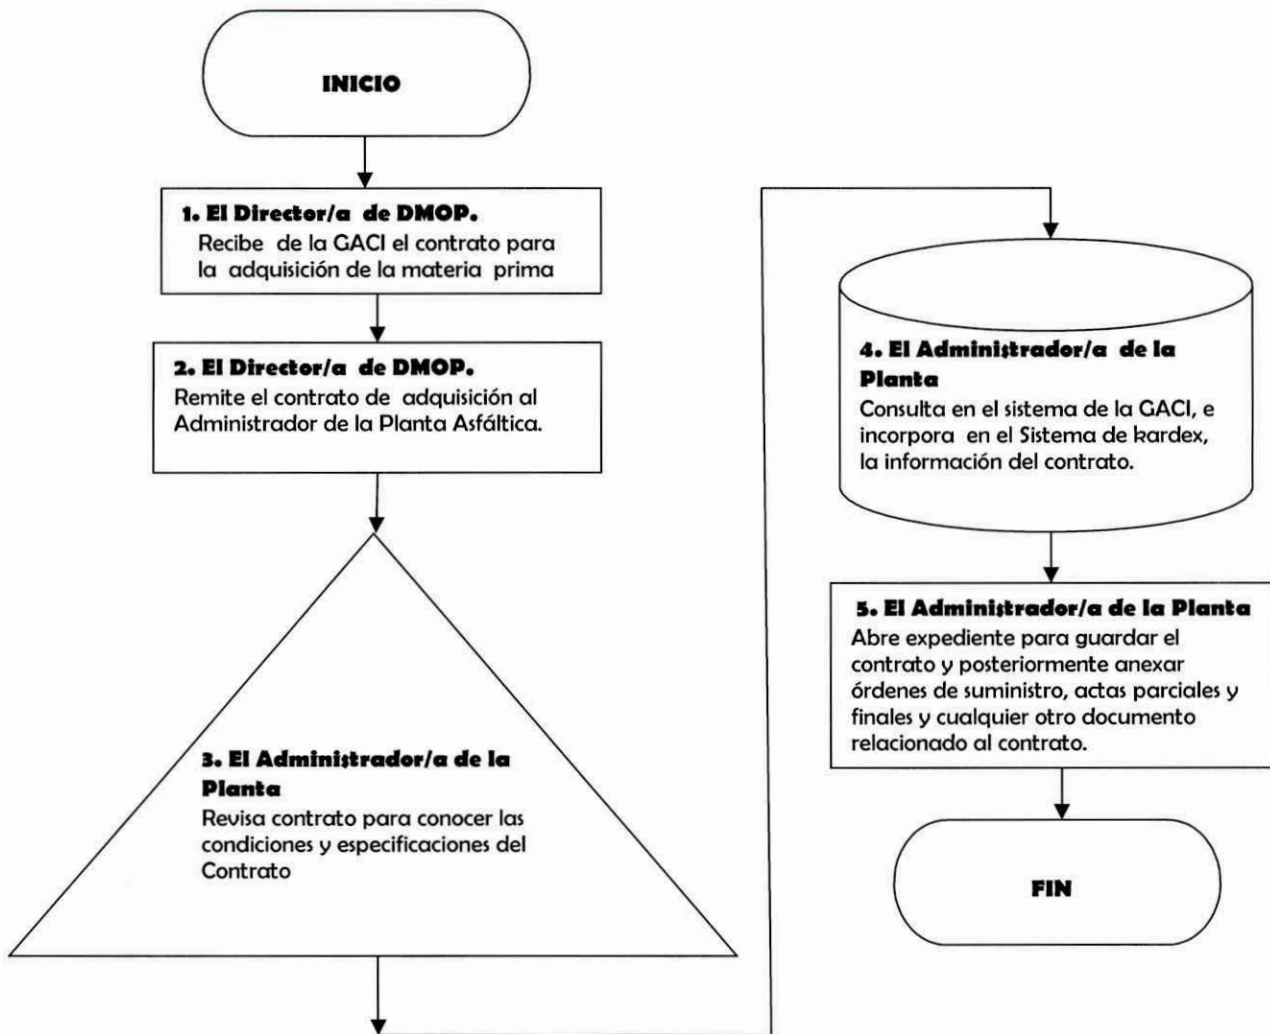 INICIO
1. El Director/a de DMOP.
Recibe de la GACI el contrato para
la adquisición de la materia prima
2. El Director/a de DMOP.
Remite el contrato de adquisición al
Administrador de la Planta Asfáltica.
3. El Administrador/a de la
Planta
Revisa contrato para conocer las
condiciones y especificaciones del
Contrato
4. El Administrador/a de la
Planta
Consulta en el sistema de la GACI, e
incorpora en el Sistema de kardex,
la información del contrato.
5. El Administrador/a de la Planta
Abre expediente para guardar el
contrato y posteriormente anexar
órdenes de suministro, actas parciales y
finales y cualquier otro documento
relacionado al contrato.
FIN